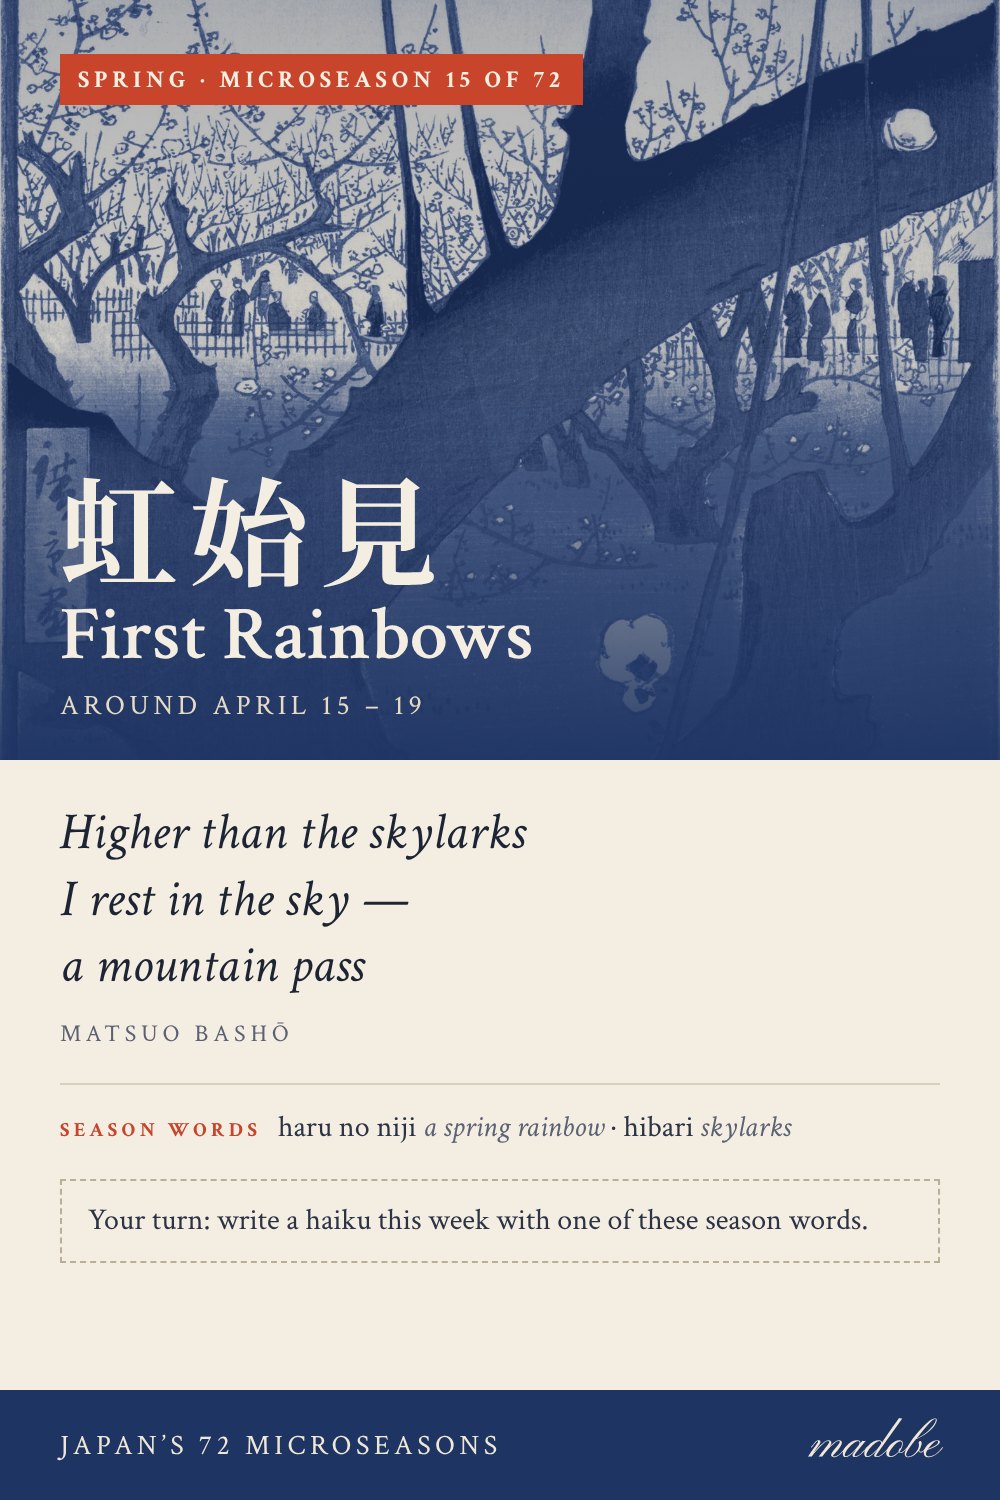 SPRING · MICROSEASON 15 OF 72
虹始見
First Rainbows
AROUND APRIL 15 – 19
Higher than the skylarks
I rest in the sky —
a mountain pass
MATSUO BASHŌ
SEASON WORDS haru no niji a spring rainbow · hibari skylarks
Your turn: write a haiku this week with one of these season words.
JAPAN’S 72 MICROSEASONS madobe